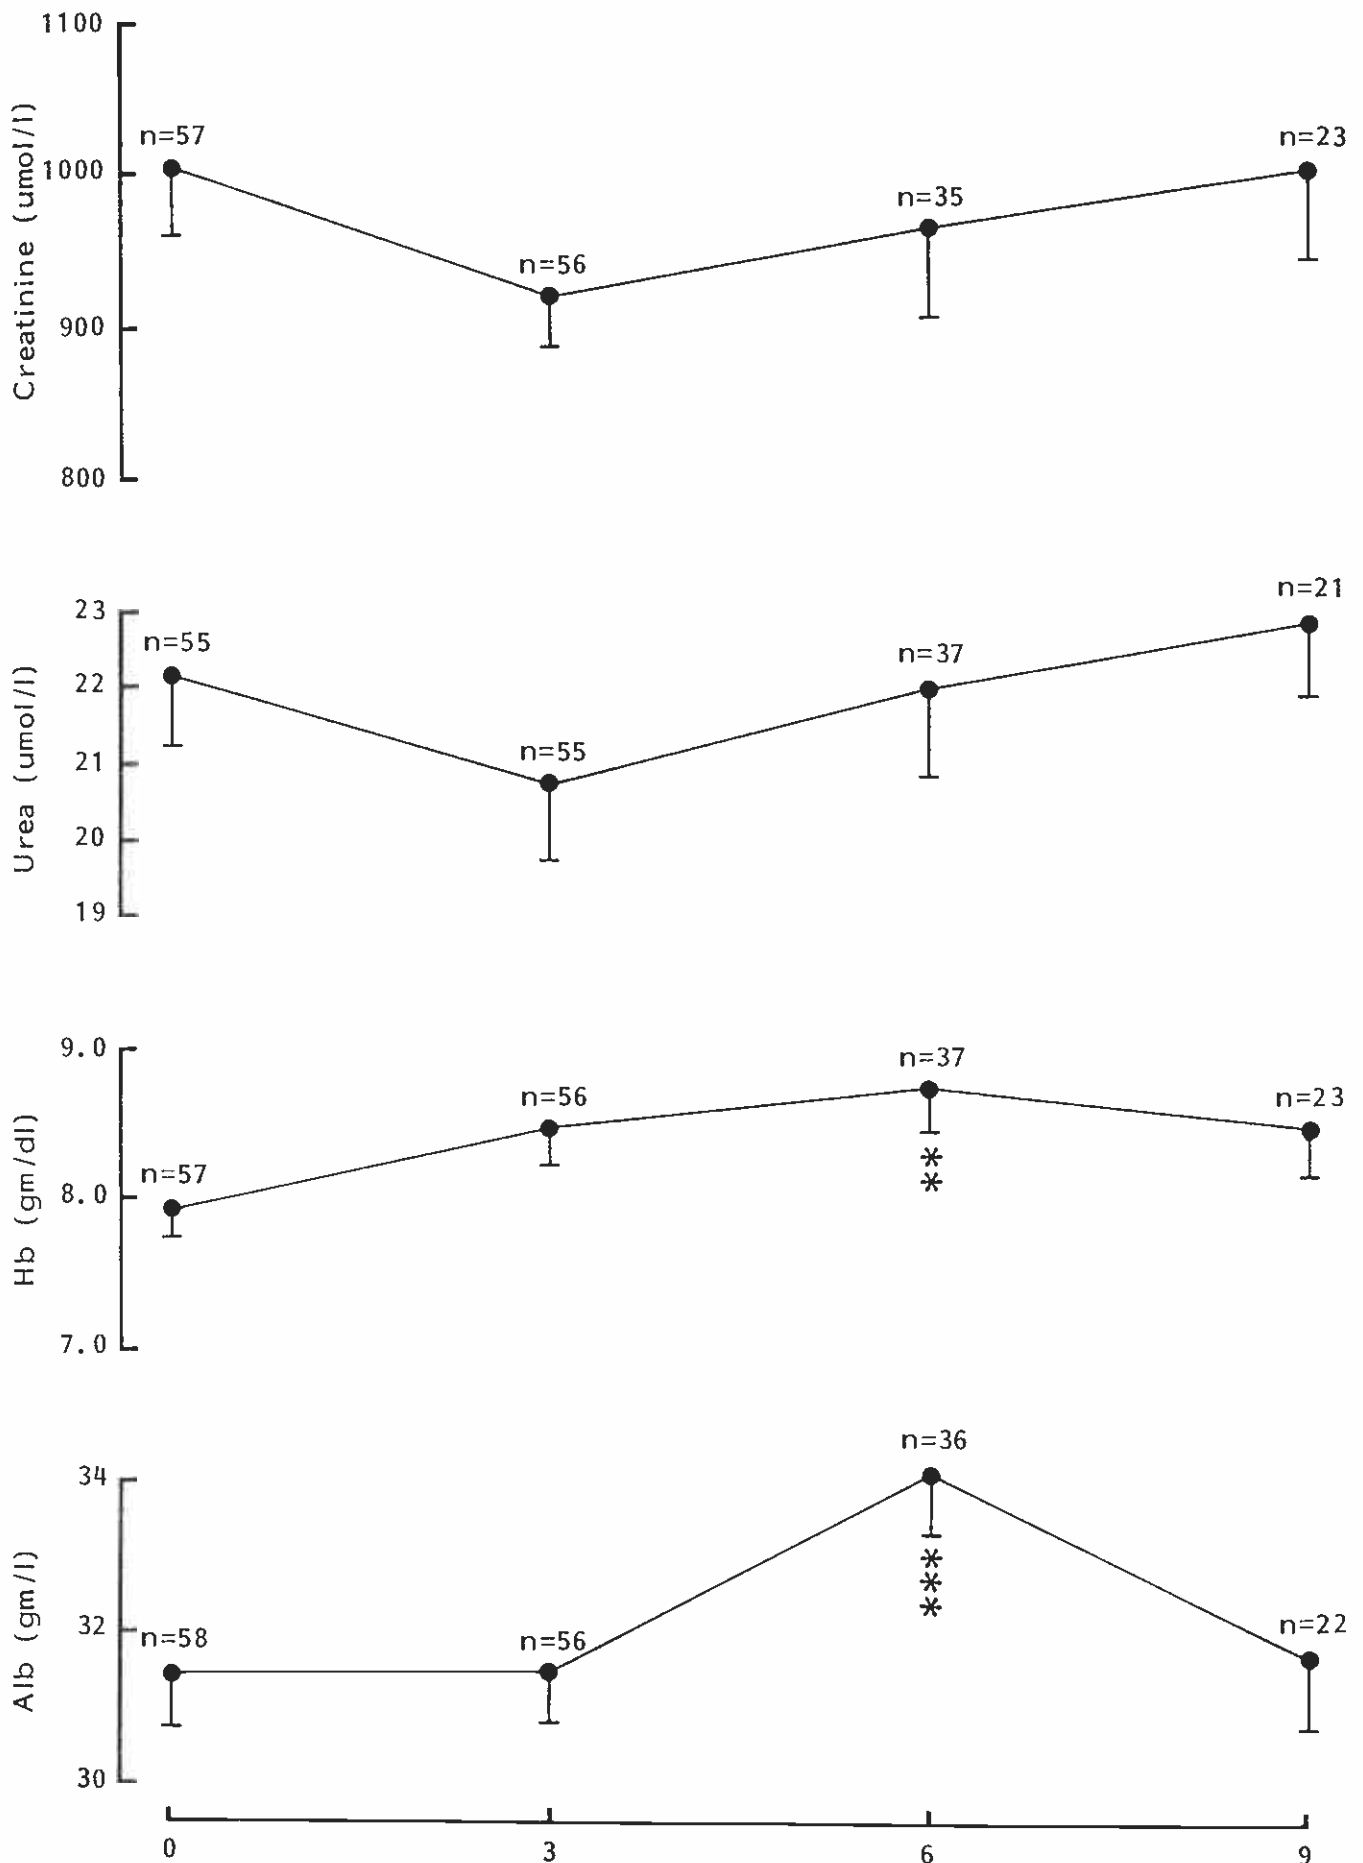 1100
n=57
n=23
1000
n=35
n=56
900
800
Creatinine (umol/l)
n=21
23
n=55
n=37
22
n=55
21
20
19
Urea (umol/l)
9.0
n=37
n=56
n=23
n=57
8.0
**
7.0
Hb (gm/dl)
n=36
34
***
32
n=58
n=56
n=22
30
Alb (gm/l)
0
3
6
9